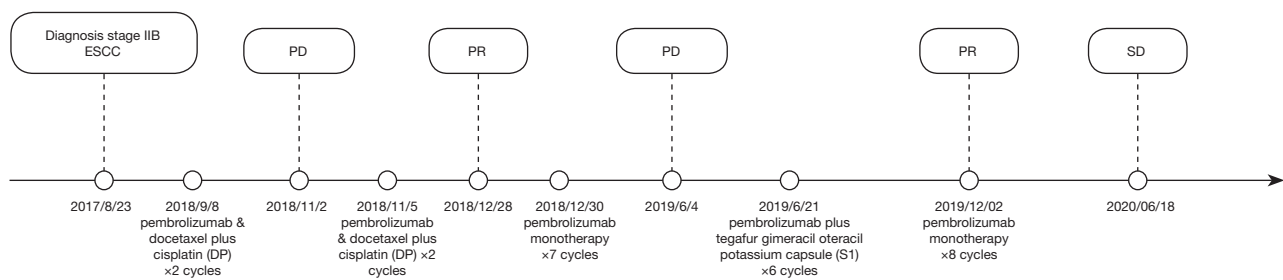 Diagnosis stage IIB
ESCC
PD
PR
PD
PR
SD
2017/8/23
2018/9/8
pembrolizumab &
docetaxel plus
cisplatin (DP)
×2 cycles
2018/11/2
2018/11/5
pembrolizumab
& docetaxel plus
cisplatin (DP) ×2
cycles
2018/12/28
2018/12/30
pembrolizumab
monotherapy
×7 cycles
2019/6/4
2019/6/21
pembrolizumab plus
tegafur gimeracil oteracil
potassium capsule (S1)
×6 cycles
2019/12/02
pembrolizumab
monotherapy
×8 cycles
2020/06/18